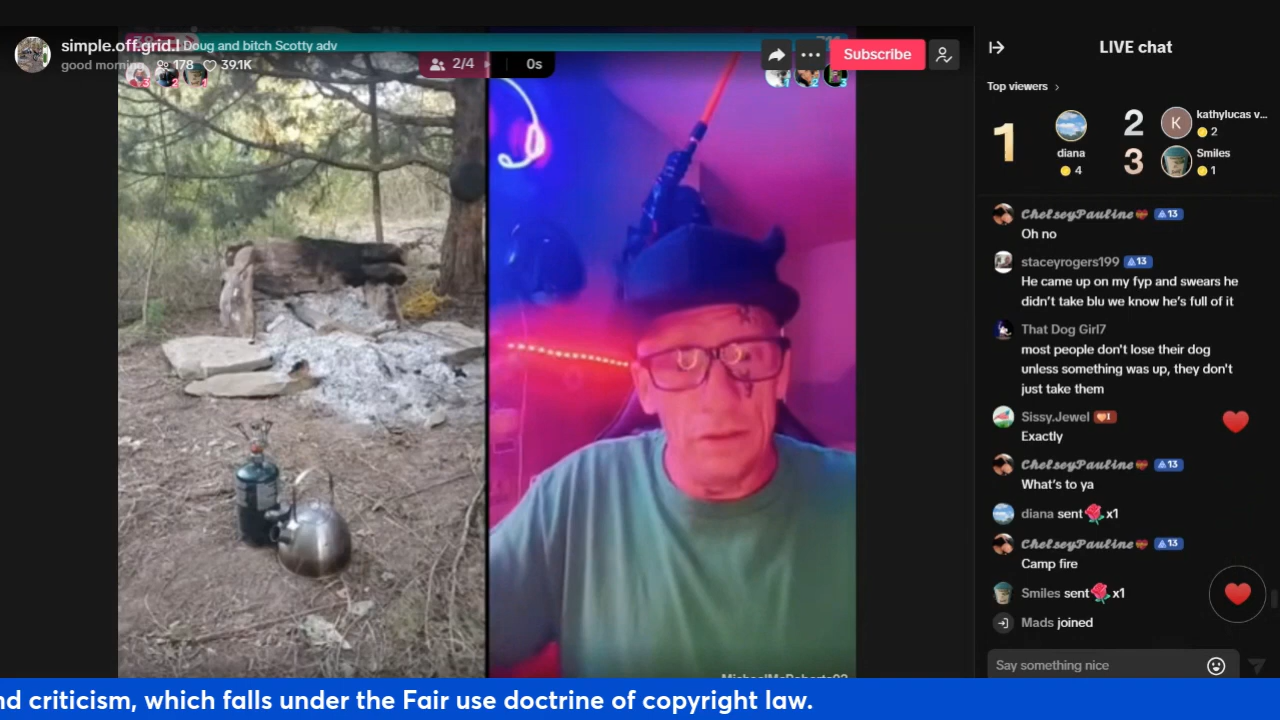 simple.off.grid.l Doug and bitch Scotty adv
good morning 178 39.1K
2/4
0s
Subscribe
LIVE chat
Top viewers
1
diana
4
2
K
kathylucas v...
2
3
Smiles
1
ChelseyPauline 13
Oh no
staceyrogers199 13
He came up on my fyp and swears he
didn't take blu we know he's full of it
That Dog Girl7
most people don't lose their dog
unless something was up, they don't
just take them
Sissy.Jewel I
Exactly
ChelseyPauline 13
What's to ya
diana sent x1
ChelseyPauline 13
Camp fire
Smiles sent x1
Mads joined
Say something nice
nd criticism, which falls under the Fair use doctrine of copyright law.